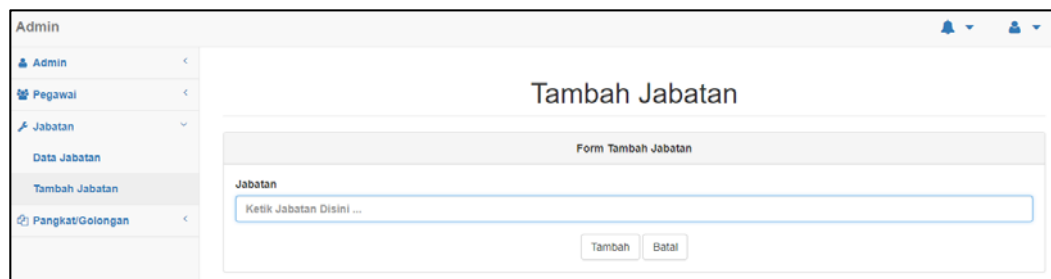 Admin
Admin
Pegawai
Jabatan
Data Jabatan
Tambah Jabatan
Pangkat/Golongan
Tambah Jabatan
Form Tambah Jabatan
Jabatan
Ketik Jabatan Disini ...
Tambah Batal